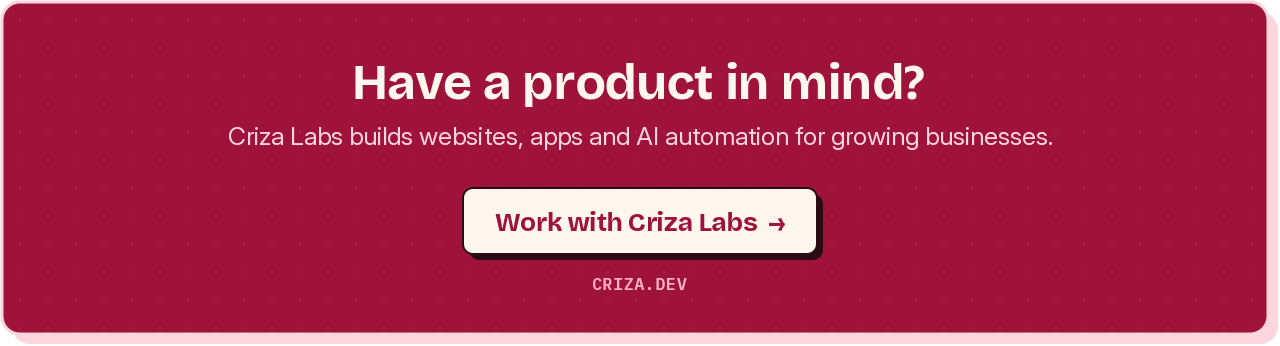 Have a product in mind?
Criza Labs builds websites, apps and AI automation for growing businesses.
Work with Criza Labs →
CRIZA.DEV